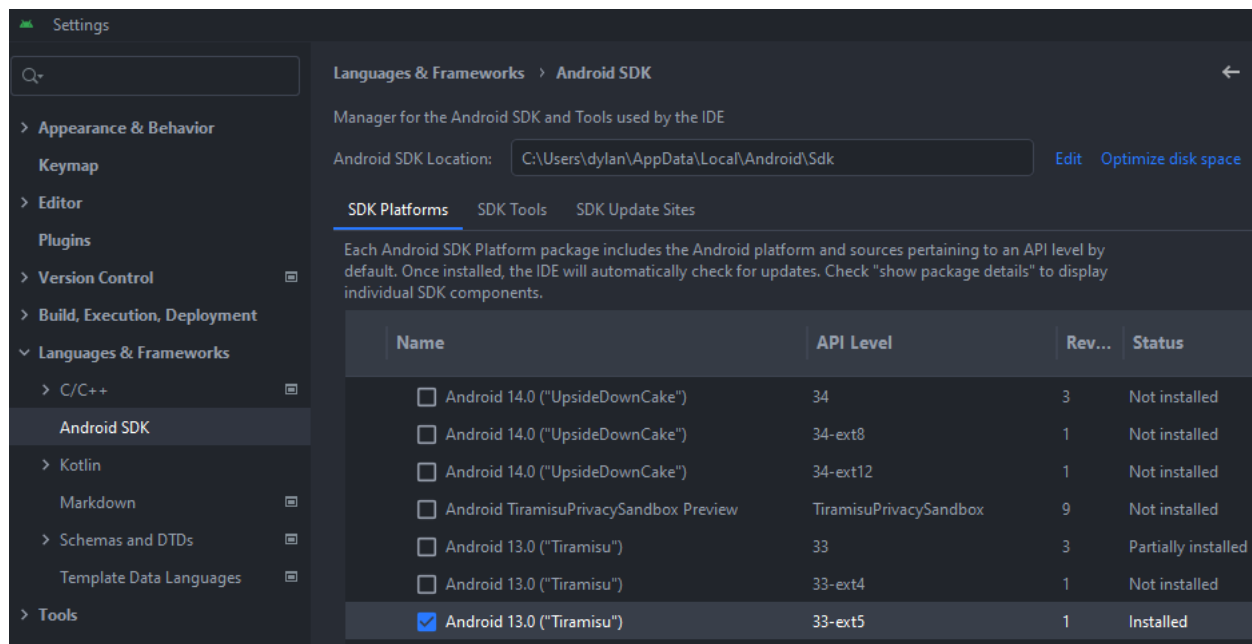 Settings
Languages & Frameworks > Android SDK
Manager for the Android SDK and Tools used by the IDE
Android SDK Location: C:\Users\dylan\AppData\Local\Android\Sdk Edit Optimize disk space
Appearance & Behavior
Keymap
Editor
Plugins
Version Control
Build, Execution, Deployment
Languages & Frameworks
C/C++
Android SDK
Kotlin
Markdown
Schemas and DTDs
Template Data Languages
Tools
SDK Platforms SDK Tools SDK Update Sites
Each Android SDK Platform package includes the Android platform and sources pertaining to an API level by
default. Once installed, the IDE will automatically check for updates. Check "show package details" to display
individual SDK components.
Name API Level Rev... Status
Android 14.0 ("UpsideDownCake") 34 3 Not installed
Android 14.0 ("UpsideDownCake") 34-ext8 1 Not installed
Android 14.0 ("UpsideDownCake") 34-ext12 1 Not installed
Android TiramisuPrivacySandbox Preview TiramisuPrivacySandbox 9 Not installed
Android 13.0 ("Tiramisu") 33 3 Partially installed
Android 13.0 ("Tiramisu") 33-ext4 1 Not installed
Android 13.0 ("Tiramisu") 33-ext5 1 Installed